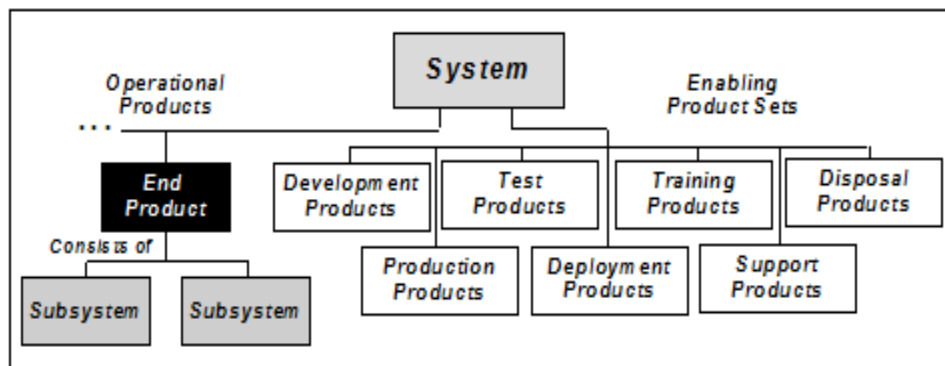 System
Operational
Products
Enabling
Product Sets
...
End
Product
Development
Products
Test
Products
Training
Products
Disposal
Products
Consists of
Production
Products
Deployment
Products
Support
Products
Subsystem
Subsystem